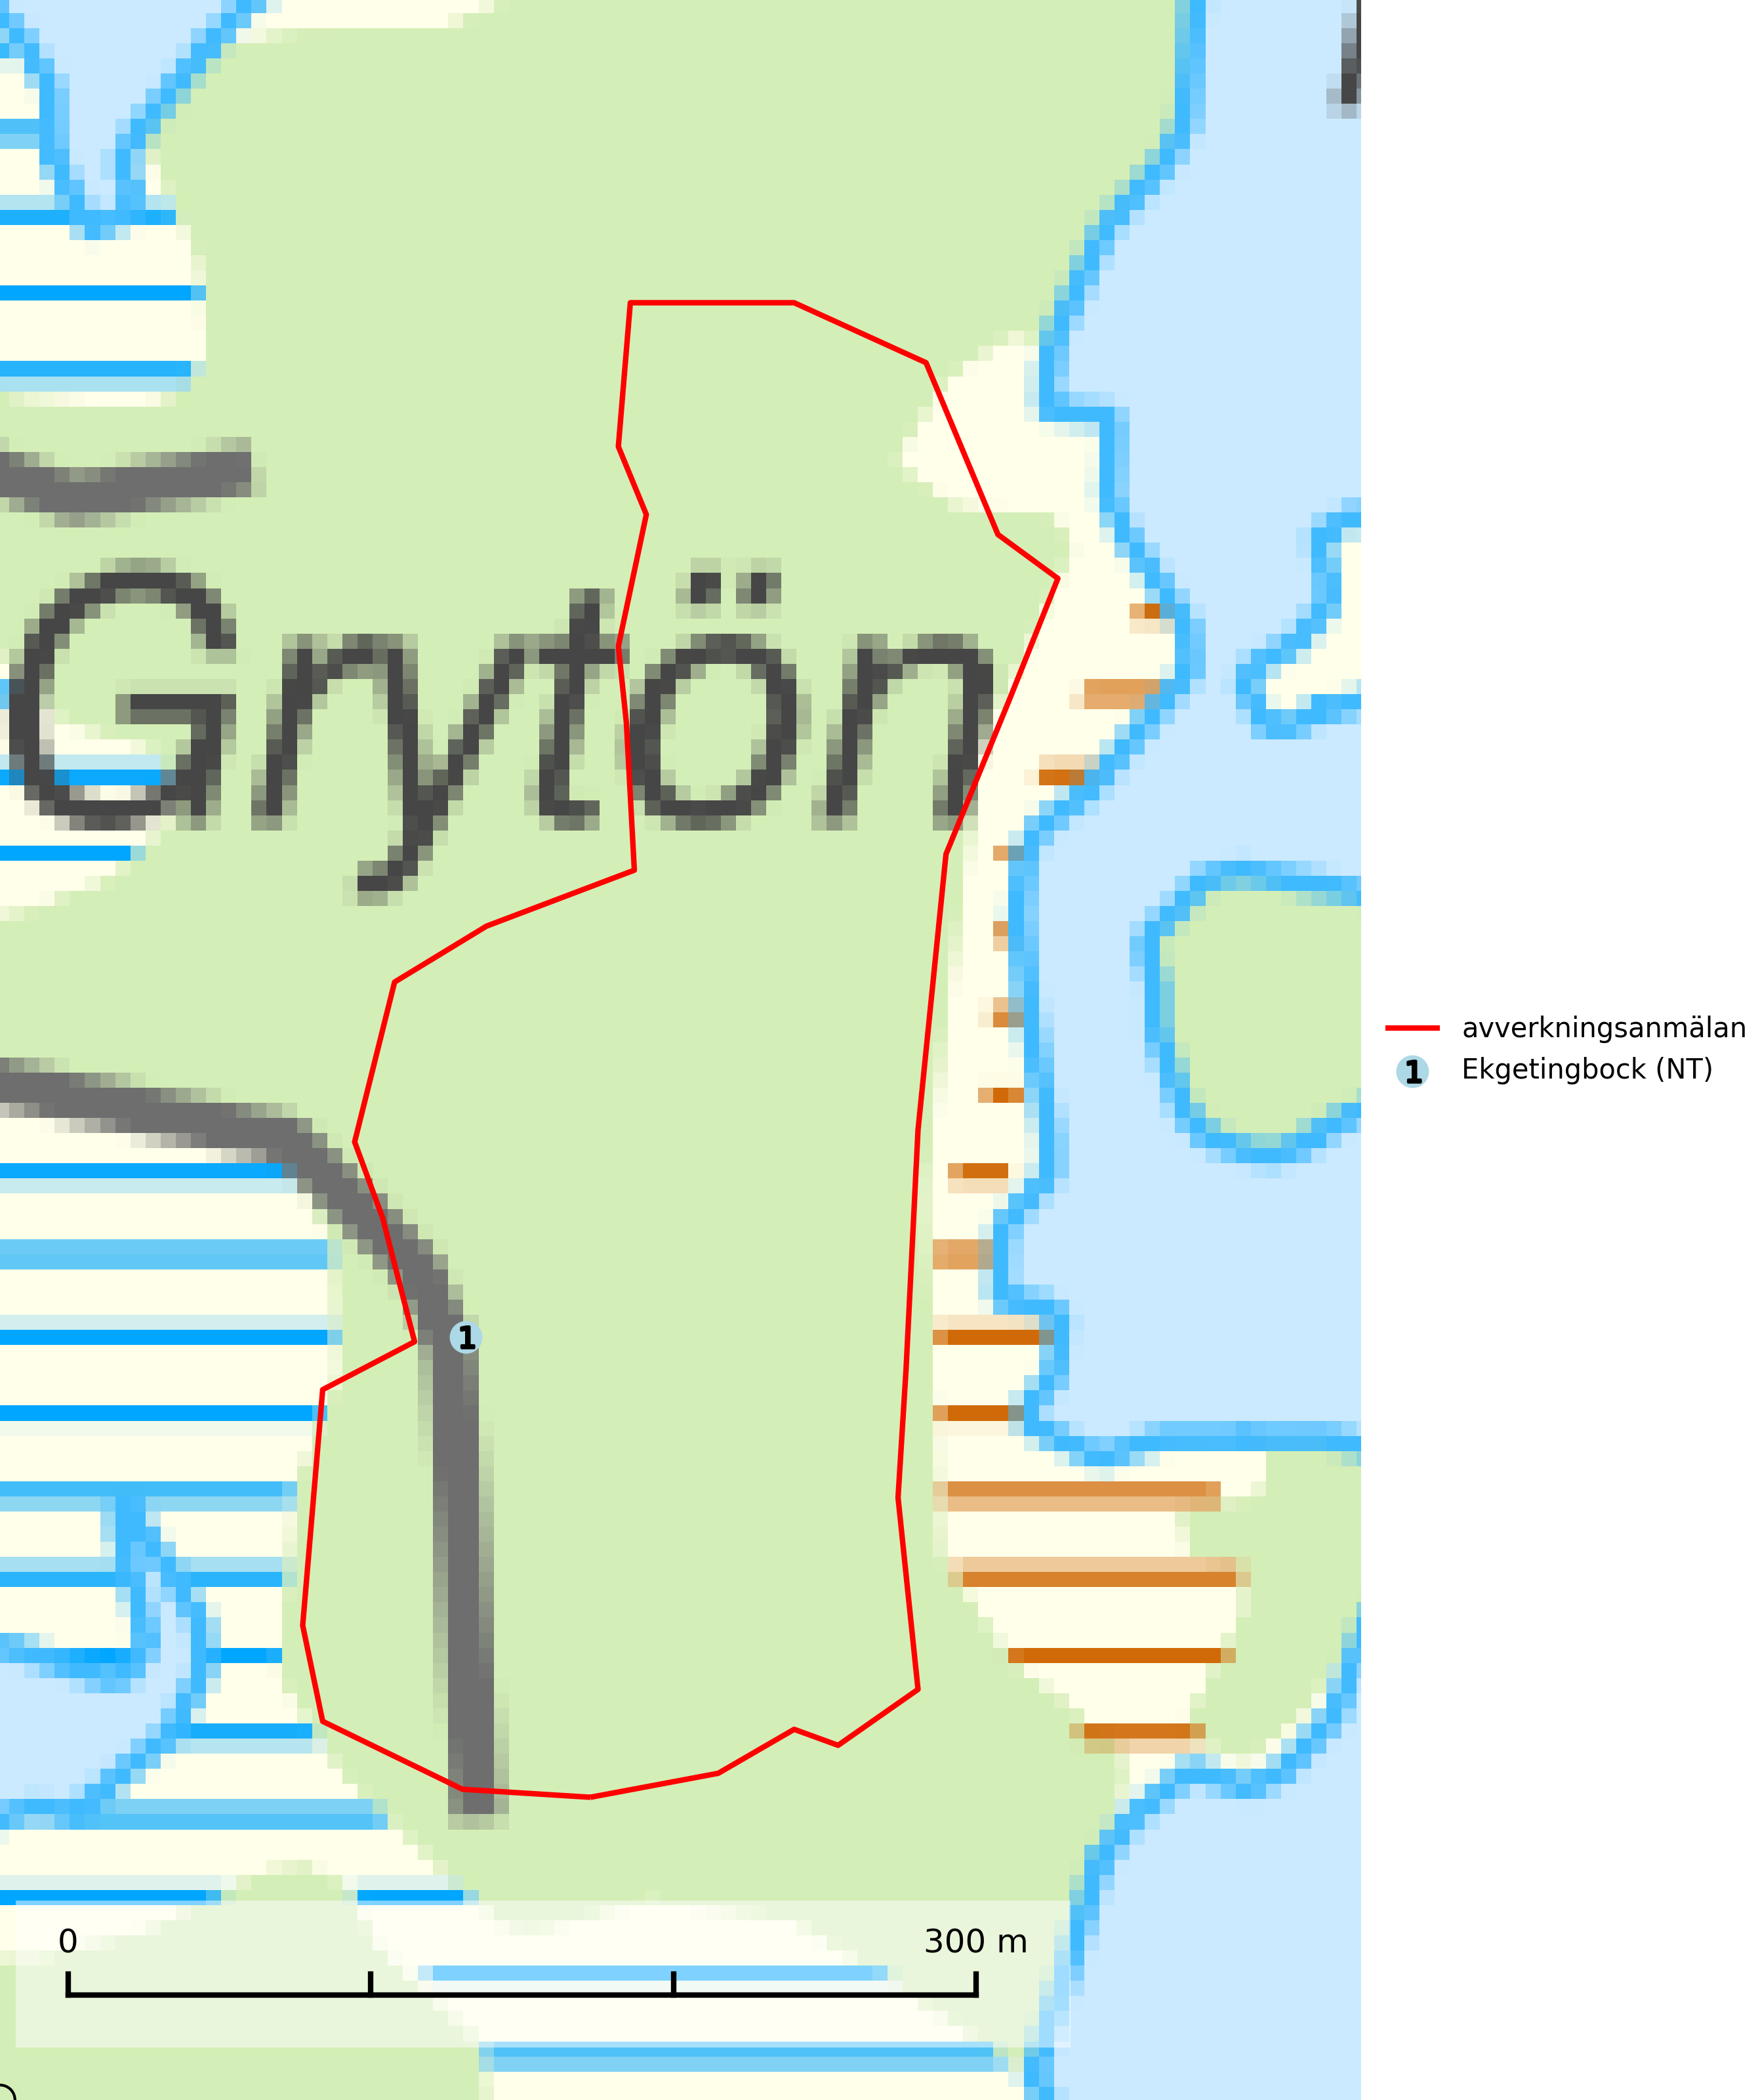 Grytön
1
avverkningsanmälan
1 Ekgetingbock (NT)
0 300 m